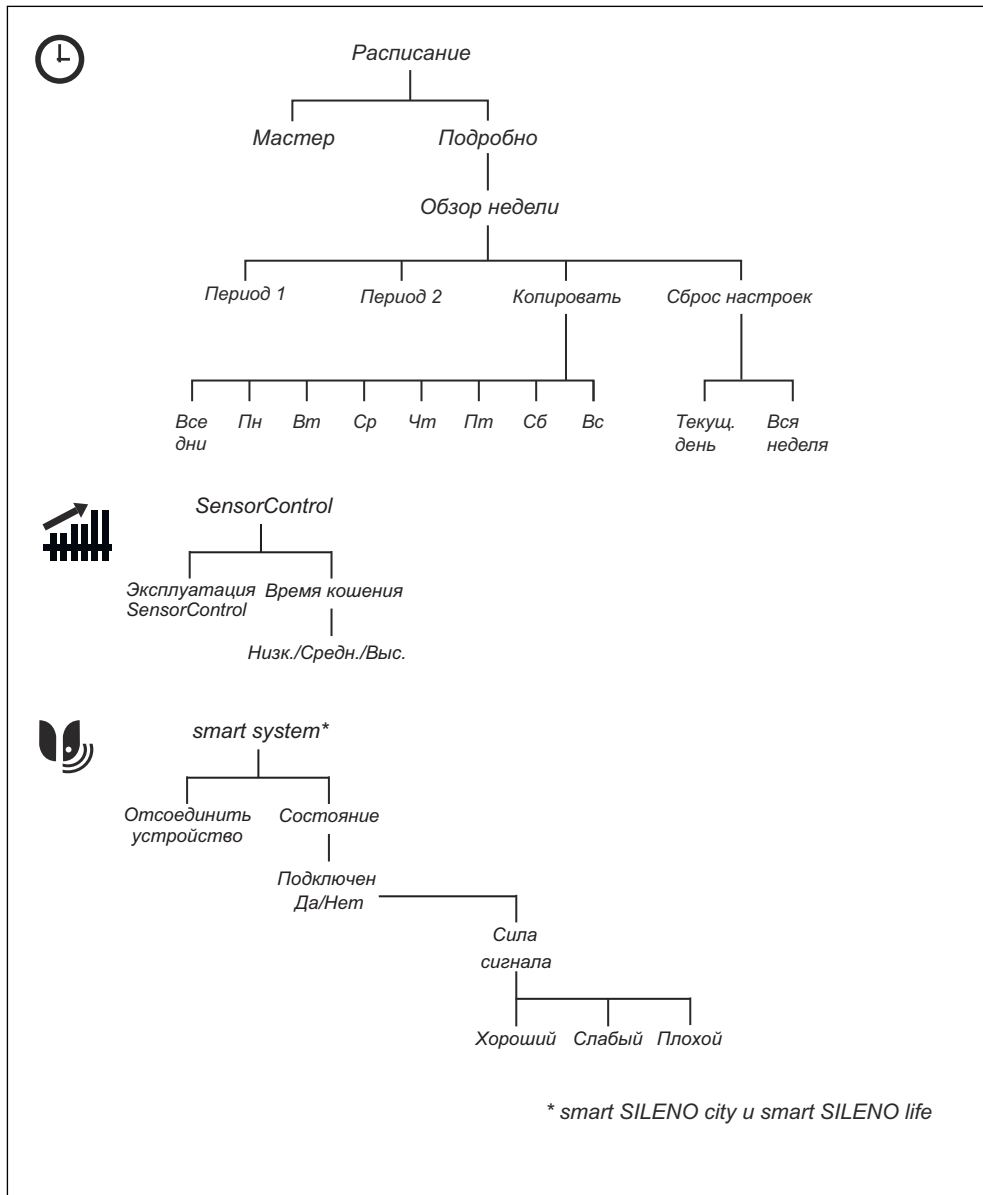 Расписание
Мастер Подробно
Обзор недели
Период 1 Период 2 Копировать Сброс настроек
Все дни Пн Вт Ср Чт Пт Сб Вс Текущ. день Вся неделя
SensorControl
Эксплуатация SensorControl Время кошения
Низк./Средн./Выс.
smart system*
Отсоединить устройство Состояние
Подключен
Да/Нет
Сила
сигнала
Хороший Слабый Плохой
* smart SILENO city и smart SILENO life